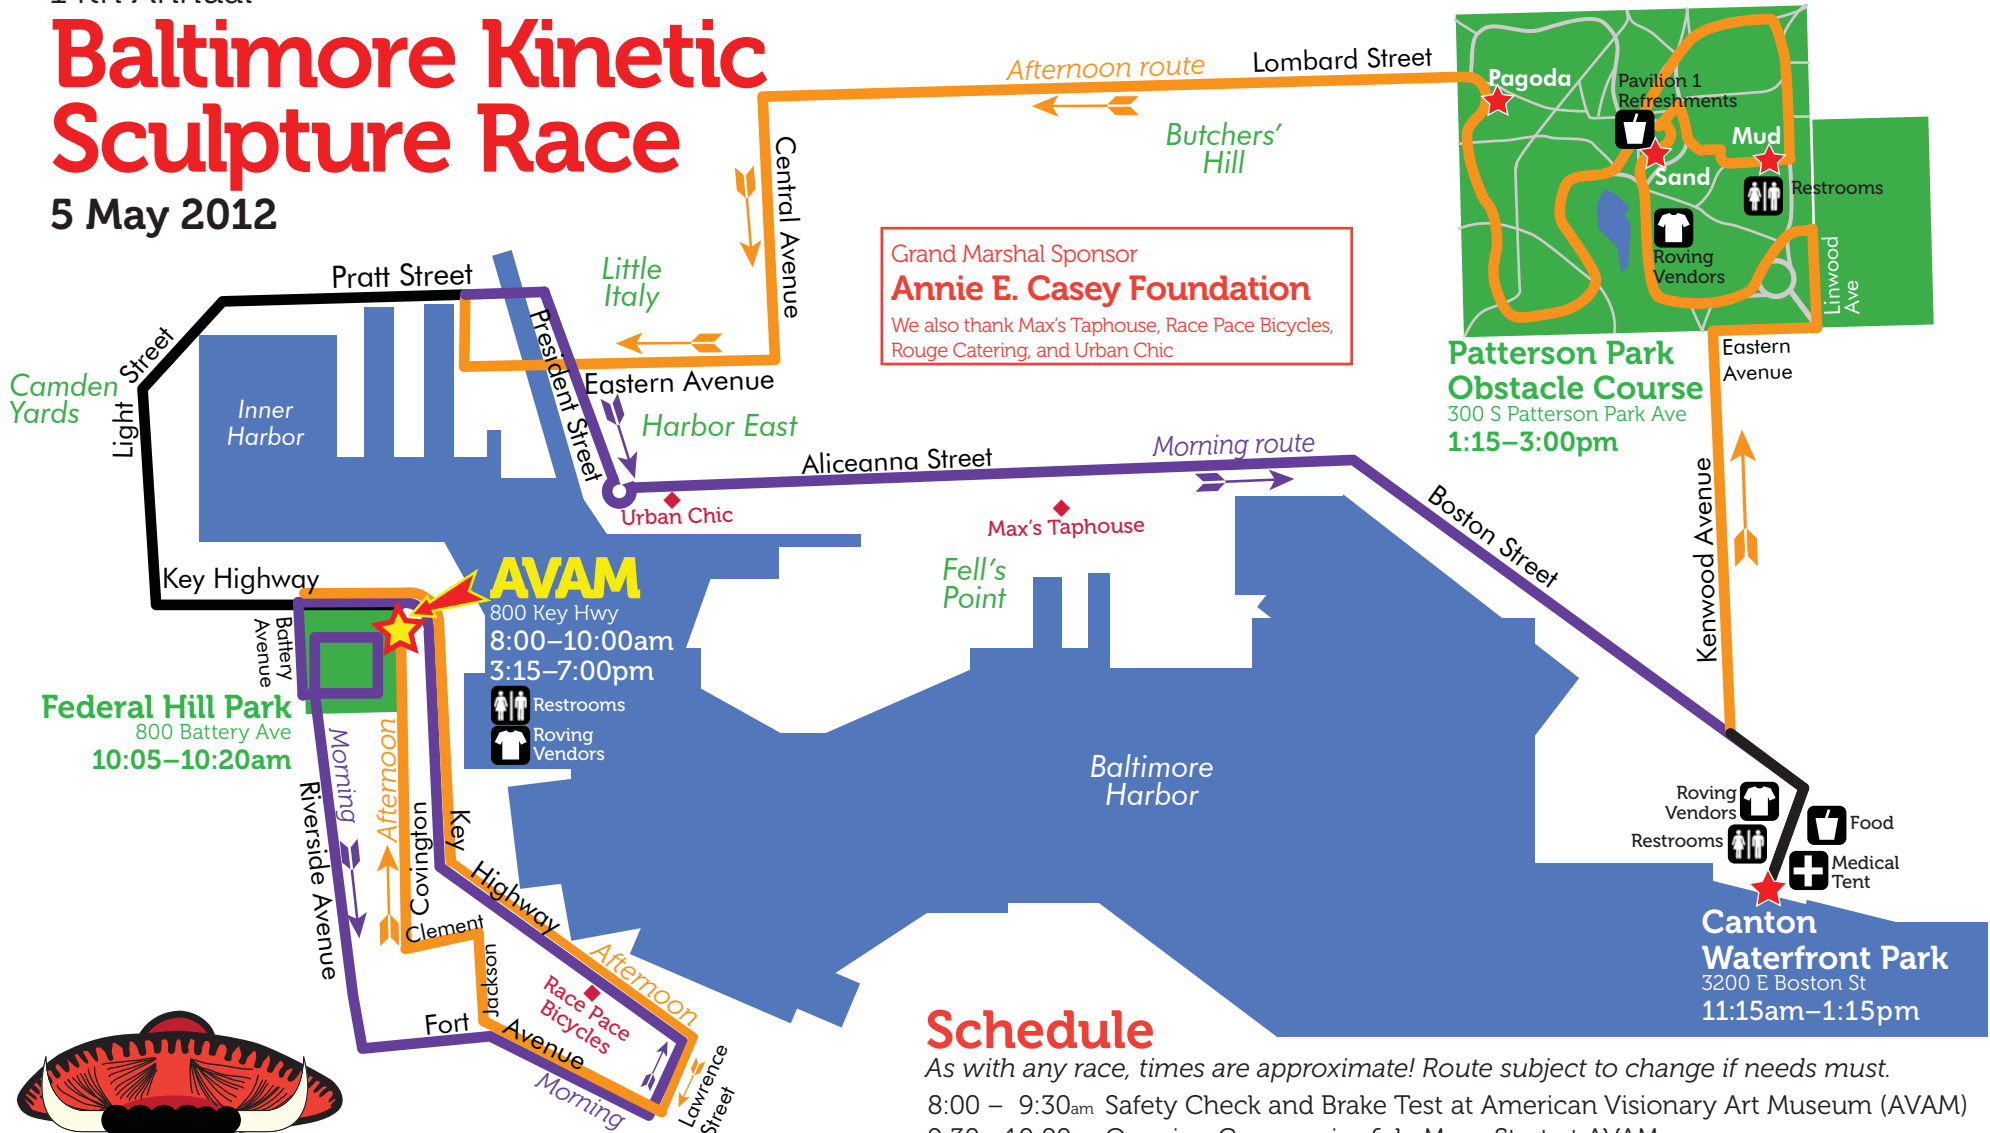 Baltimore Kinetic
Sculpture Race
5 May 2012
Afternoon route
Lombard Street
Butchers'
Hill
Central Avenue
Little
Italy
Pratt Street
Light Street
Camden
Yards
Inner
Harbor
President Street
Eastern Avenue
Harbor East
Grand Marshal Sponsor
Annie E. Casey Foundation
We also thank Max's Taphouse, Race Pace Bicycles,
Rouge Catering, and Urban Chic
Pagoda
Pavilion 1
Refreshments
Mud
Sand
Restrooms
Roving
Vendors
Linwood
Ave
Patterson Park
Obstacle Course
300 S Patterson Park Ave
1:15–3:00pm
Eastern
Avenue
Kenwood Avenue
Aliceanna Street
Morning route
Boston Street
Urban Chic
Max's Taphouse
Fell's
Point
Key Highway
AVAM
800 Key Hwy
8:00–10:00am
3:15–7:00pm
Restrooms
Roving
Vendors
Battery
Avenue
Federal Hill Park
800 Battery Ave
10:05–10:20am
Morning
Afternoon
Riverside Avenue
Covington
Key Highway
Clement
Jackson
Afternoon
Race Pace
Bicycles
Fort Avenue
Morning
Lawrence
Street
Baltimore
Harbor
Roving
Vendors
Restrooms
Food
Medical
Tent
Canton
Waterfront Park
3200 E Boston St
11:15am–1:15pm
Schedule
As with any race, times are approximate! Route subject to change if needs must.
8:00 – 9:30am Safety Check and Brake Test at American Visionary Art Museum (AVAM)